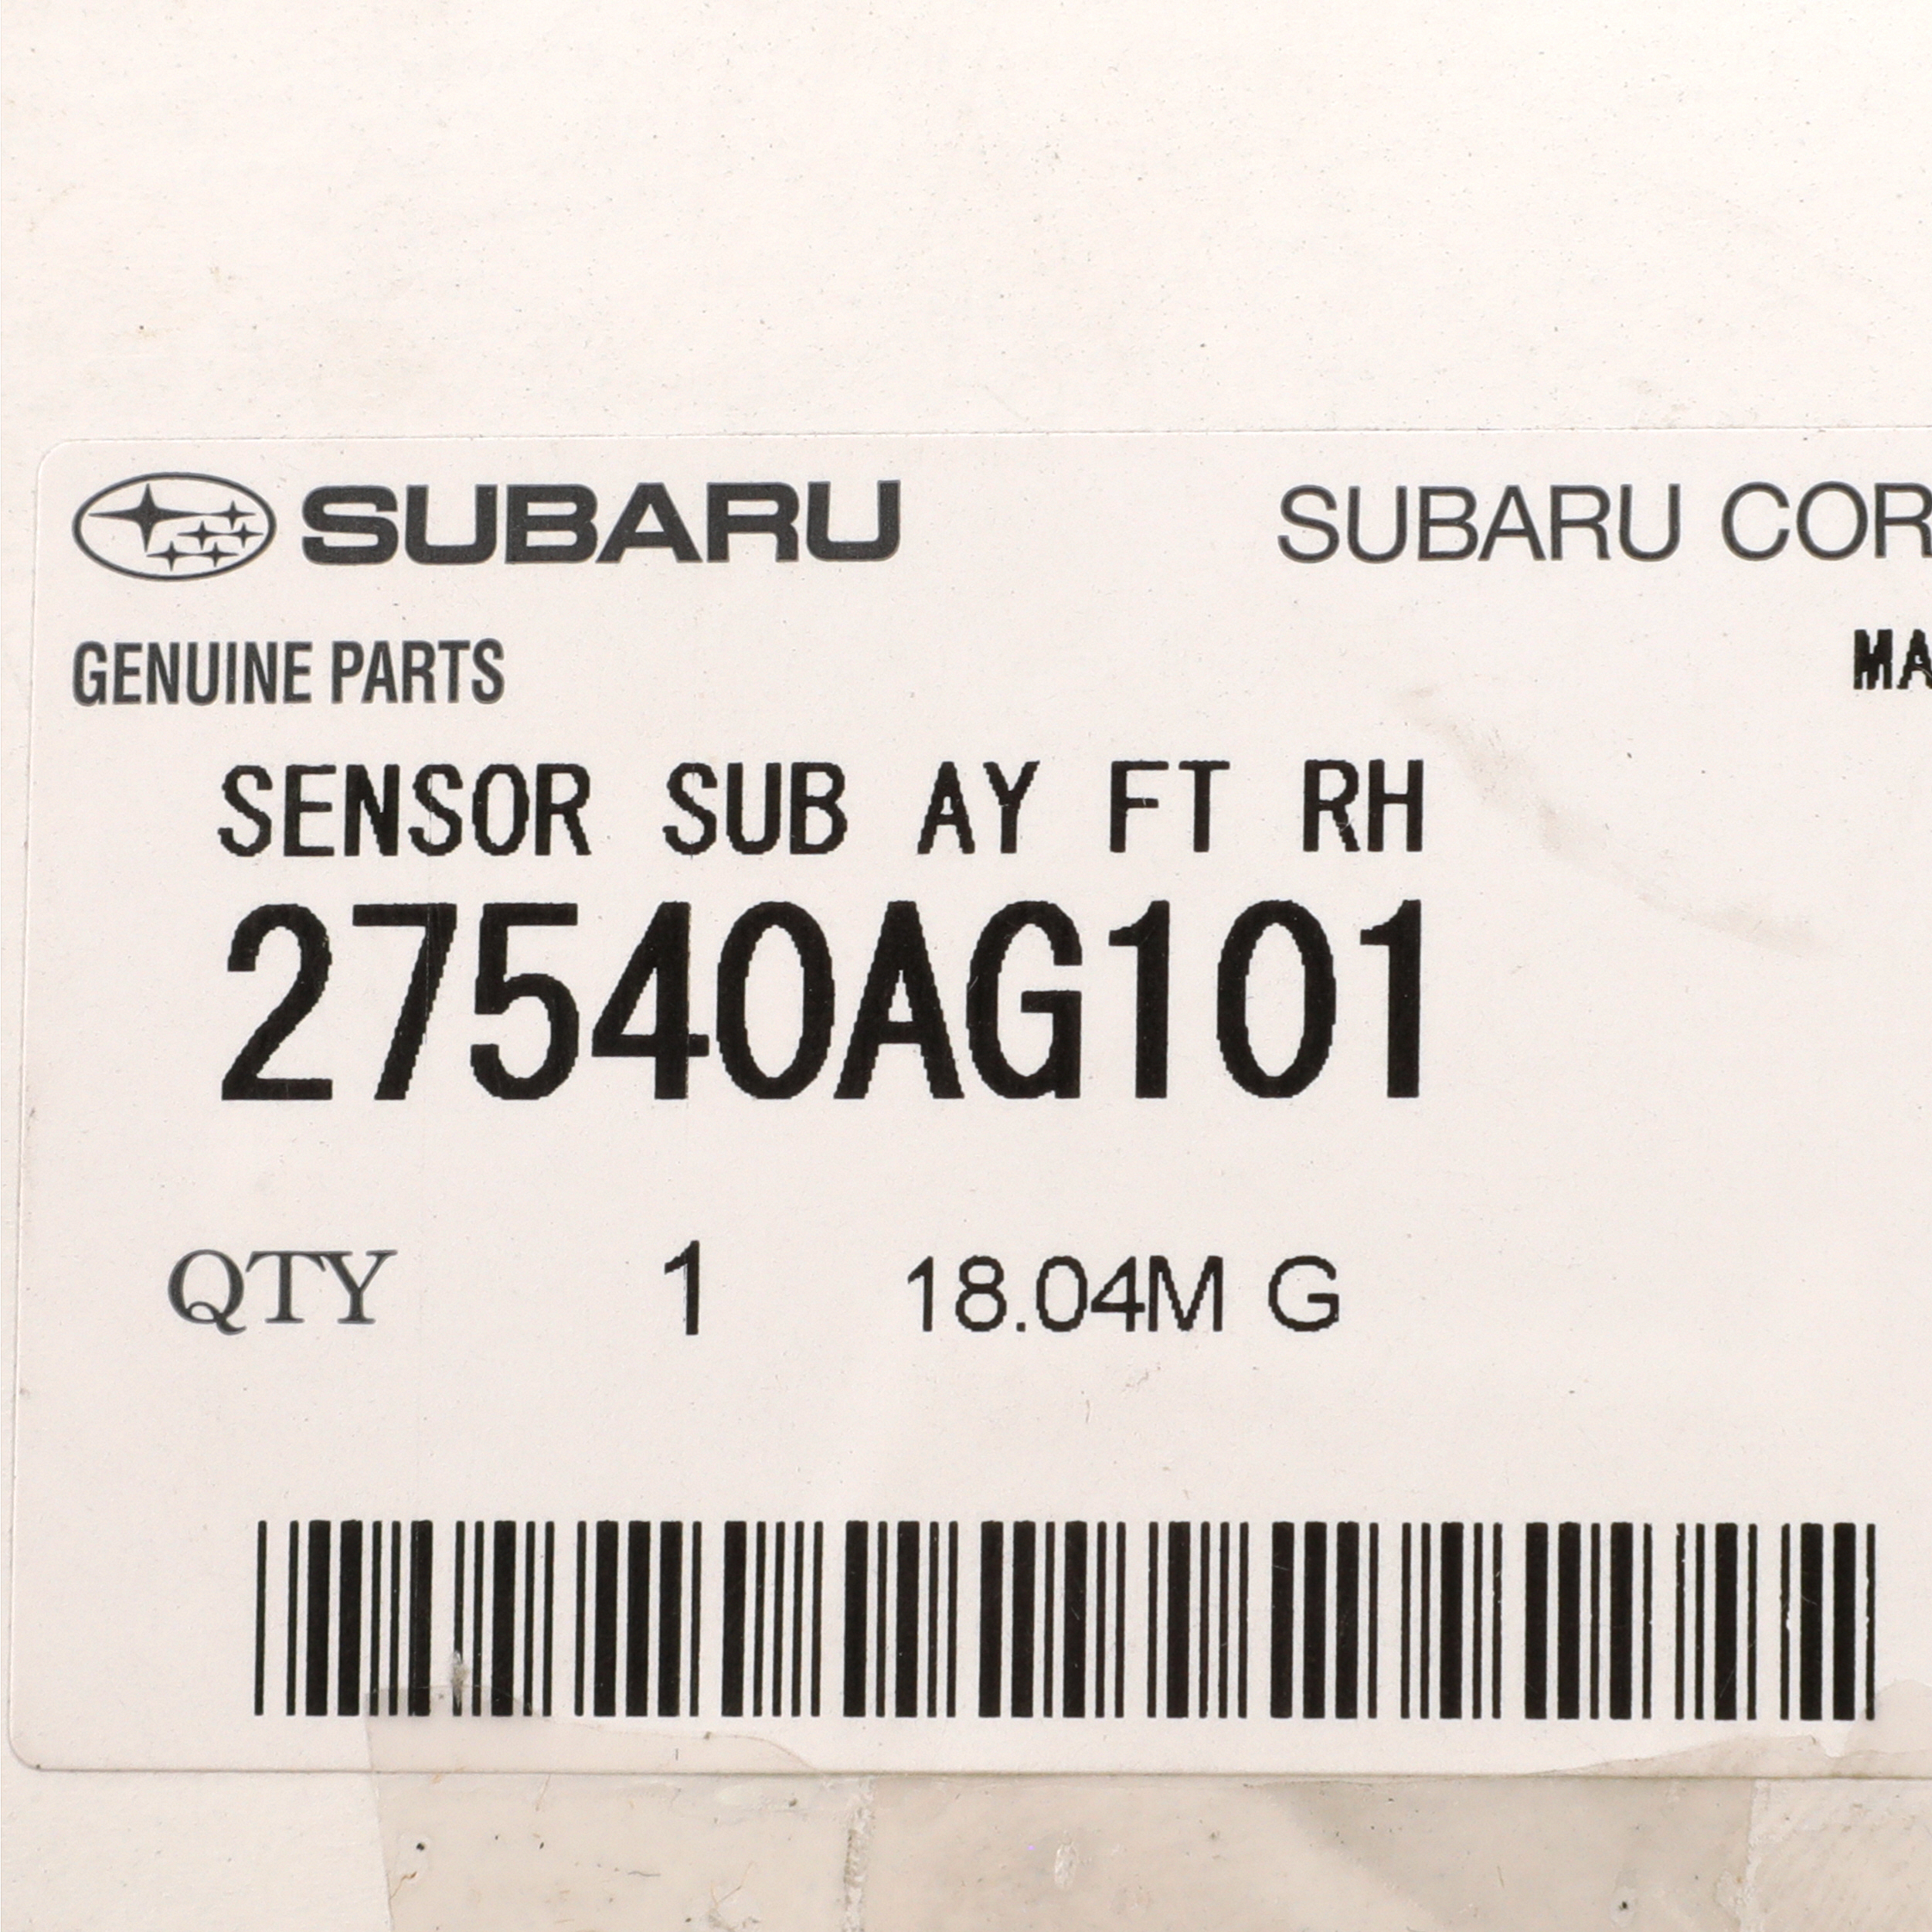 SUBARU SUBARU COR
GENUINE PARTS MA
SENSOR SUB AY FT RH
27540AG101
QTY 1 18.04M G